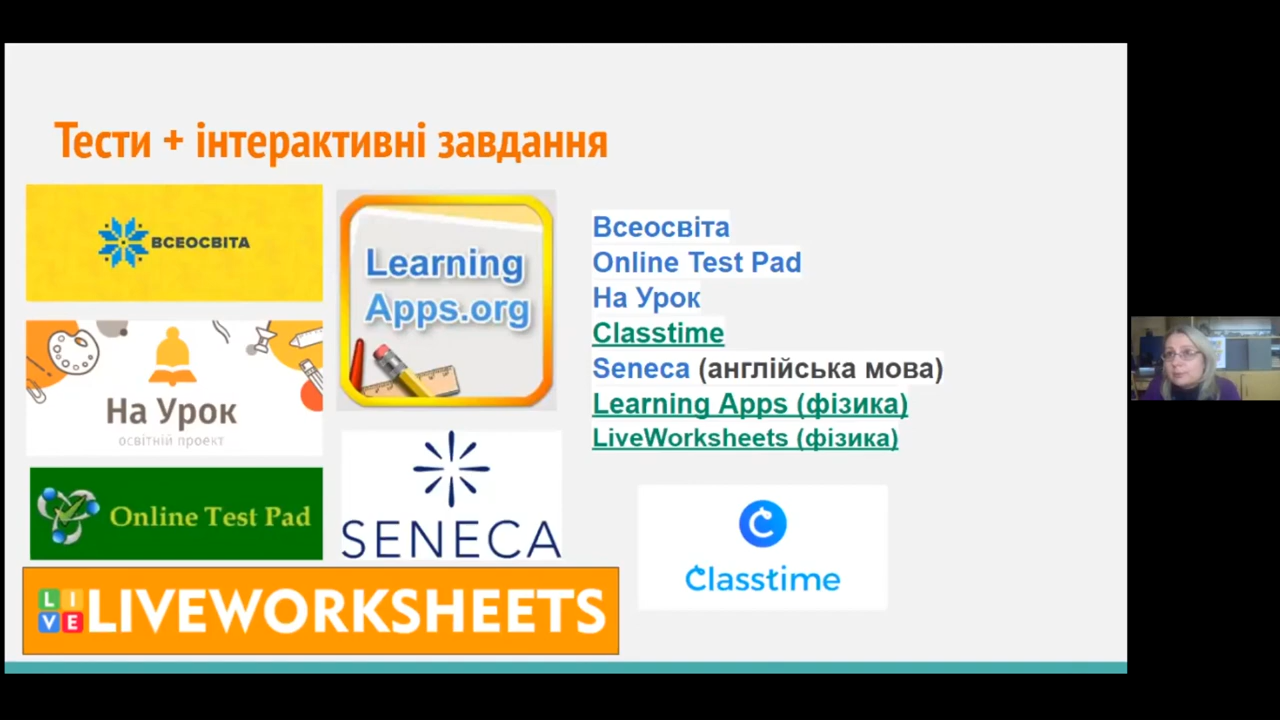 Тести + інтерактивні завдання
ВСЕОСВІТА
Learning
Apps.org
На Урок
освітній проект
Online Test Pad
SENECA
LIVE LIVEWORKSHEETS
Всеосвіта
Online Test Pad
На Урок
Classtime
Seneca (англійська мова)
Learning Apps (фізика)
LiveWorksheets (фізика)
Classtime